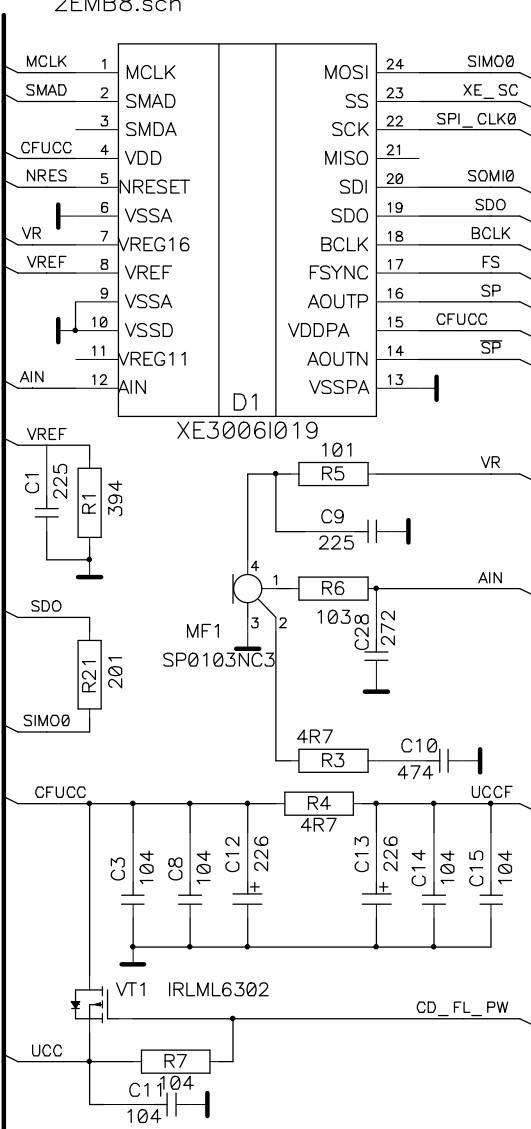 2EMB8.sch
MCLK 1 MCLK MOSI 24 SIMO0
SMAD 2 SMAD SS 23 XE_SC
3 SMDA SCK 22 SPI_CLK0
CFUCC 4 VDD MISO 21
NRES 5 NRESET SDI 20 SOMI0
6 VSSA SDO 19 SDO
VR 7 VREG16 BCLK 18 BCLK
VREF 8 VREF FSYNC 17 FS
9 VSSA AOUTP 16 SP
10 VSSD VDDPA 15 CFUCC
11 VREG11 AOUTN 14 SP
AIN 12 AIN VSSPA 13
D1
XE3006I019
VREF
C1
225
R1
394
101
R5
VR
C9
225
4
1
3
2
R6
103
AIN
C28
272
MF1
SP0103NC3
SDO
R21
201
SIMO0
4R7
R3
C10
474
CFUCC
R4
4R7
UCCF
C3
104
C8
104
C12
+
226
C13
+
226
C14
104
C15
104
VT1 IRLML6302
CD_FL_PW
UCC
R7
104
C11
104